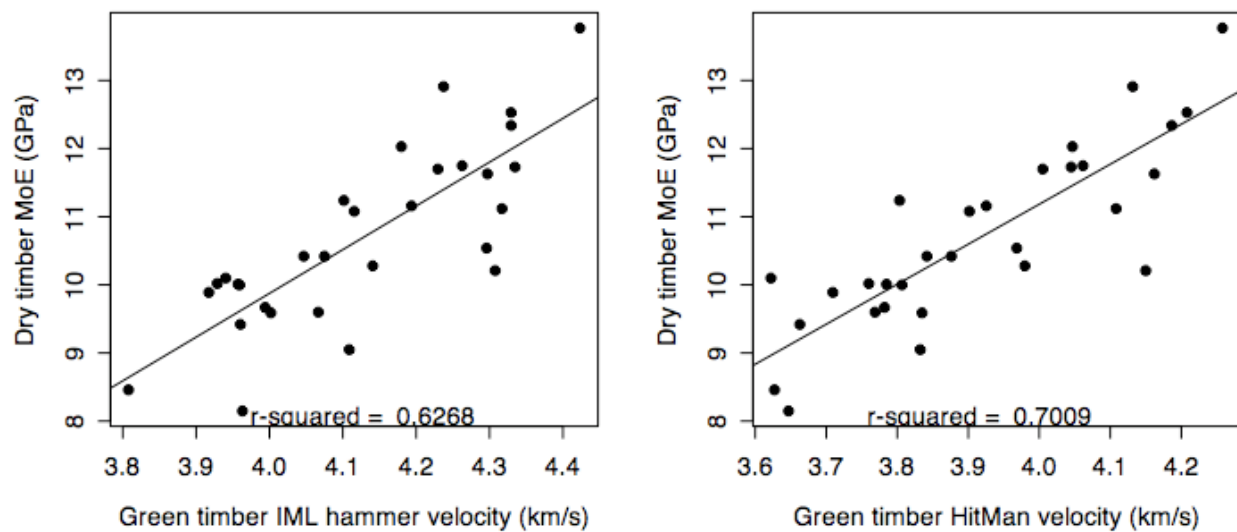 Dry timber MoE (GPa)
13
12
11
10
9
8
r-squared = 0.6268
3.8 3.9 4.0 4.1 4.2 4.3 4.4
Green timber IML hammer velocity (km/s)
Dry timber MoE (GPa)
13
12
11
10
9
8
r-squared = 0.7009
3.6 3.7 3.8 3.9 4.0 4.1 4.2
Green timber HitMan velocity (km/s)